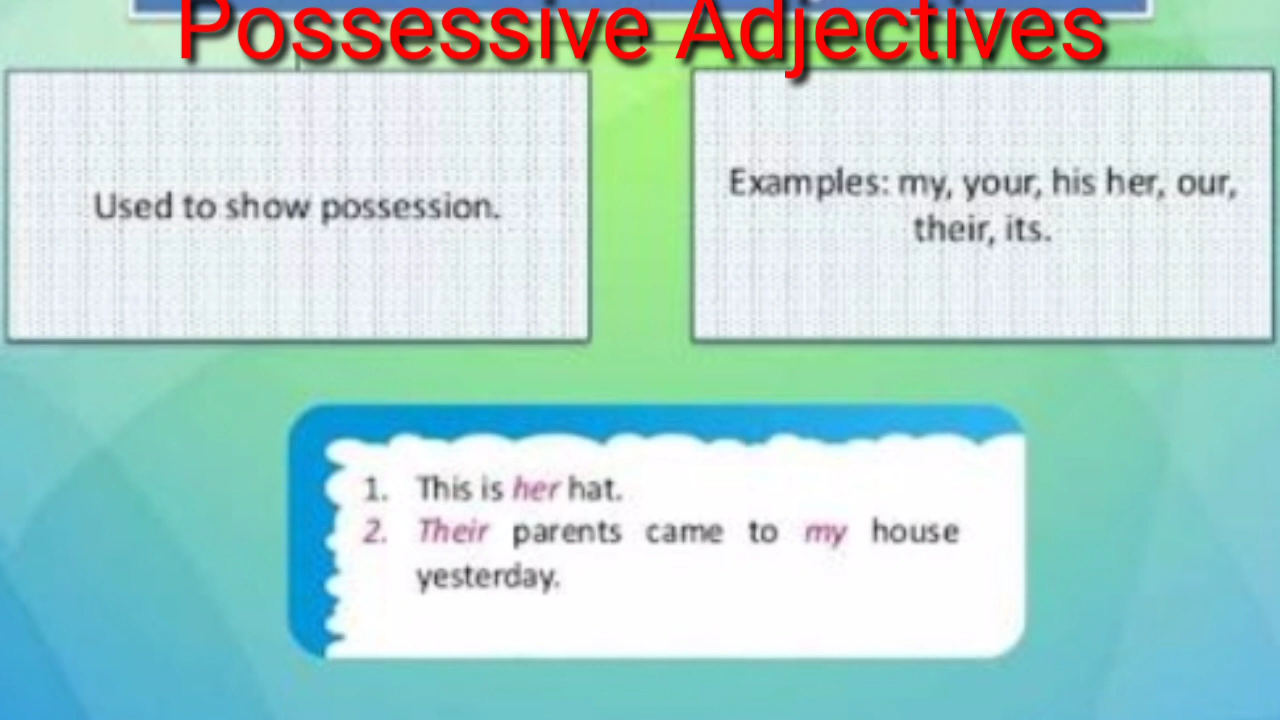 Possessive Adjectives
Used to show possession.
Examples: my, your, his her, our,
their, its.
1. This is her hat.
2. Their parents came to my house
yesterday.